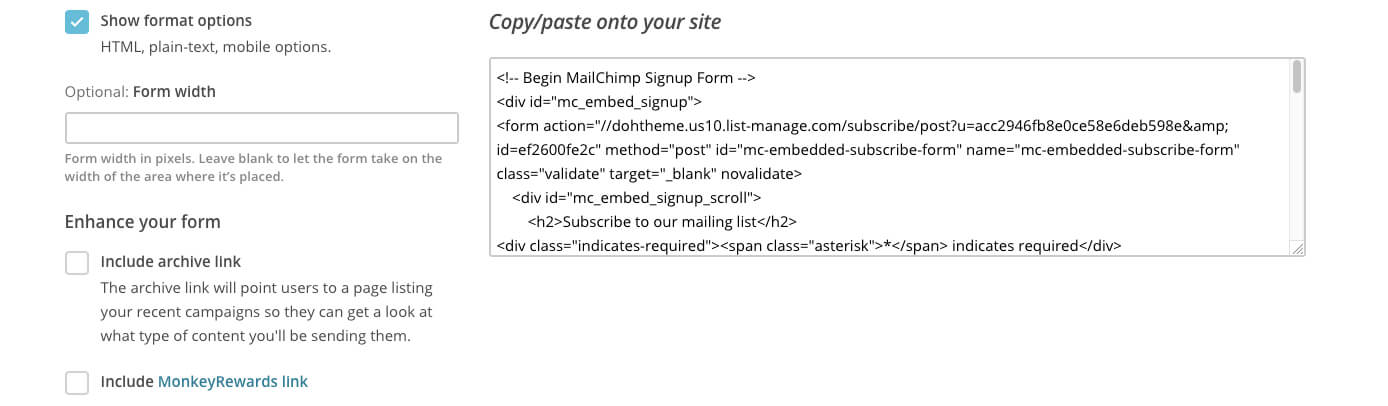 Show format options
HTML, plain-text, mobile options.
Optional: Form width
Form width in pixels. Leave blank to let the form take on the
width of the area where it's placed.
Enhance your form
Include archive link
The archive link will point users to a page listing
your recent campaigns so they can get a look at
what type of content you'll be sending them.
Include MonkeyRewards link
Copy/paste onto your site
<!-- Begin MailChimp Signup Form -->
<div id="mc_embed_signup">
<form action="//dohtheme.us10.list-manage.com/subscribe/post?u=acc2946fb8e0ce58e6deb598e&amp;
id=ef2600fe2c" method="post" id="mc-embedded-subscribe-form" name="mc-embedded-subscribe-form"
class="validate" target="_blank" novalidate>
<div id="mc_embed_signup_scroll">
<h2>Subscribe to our mailing list</h2>
<div class="indicates-required"><span class="asterisk">*</span> indicates required</div>